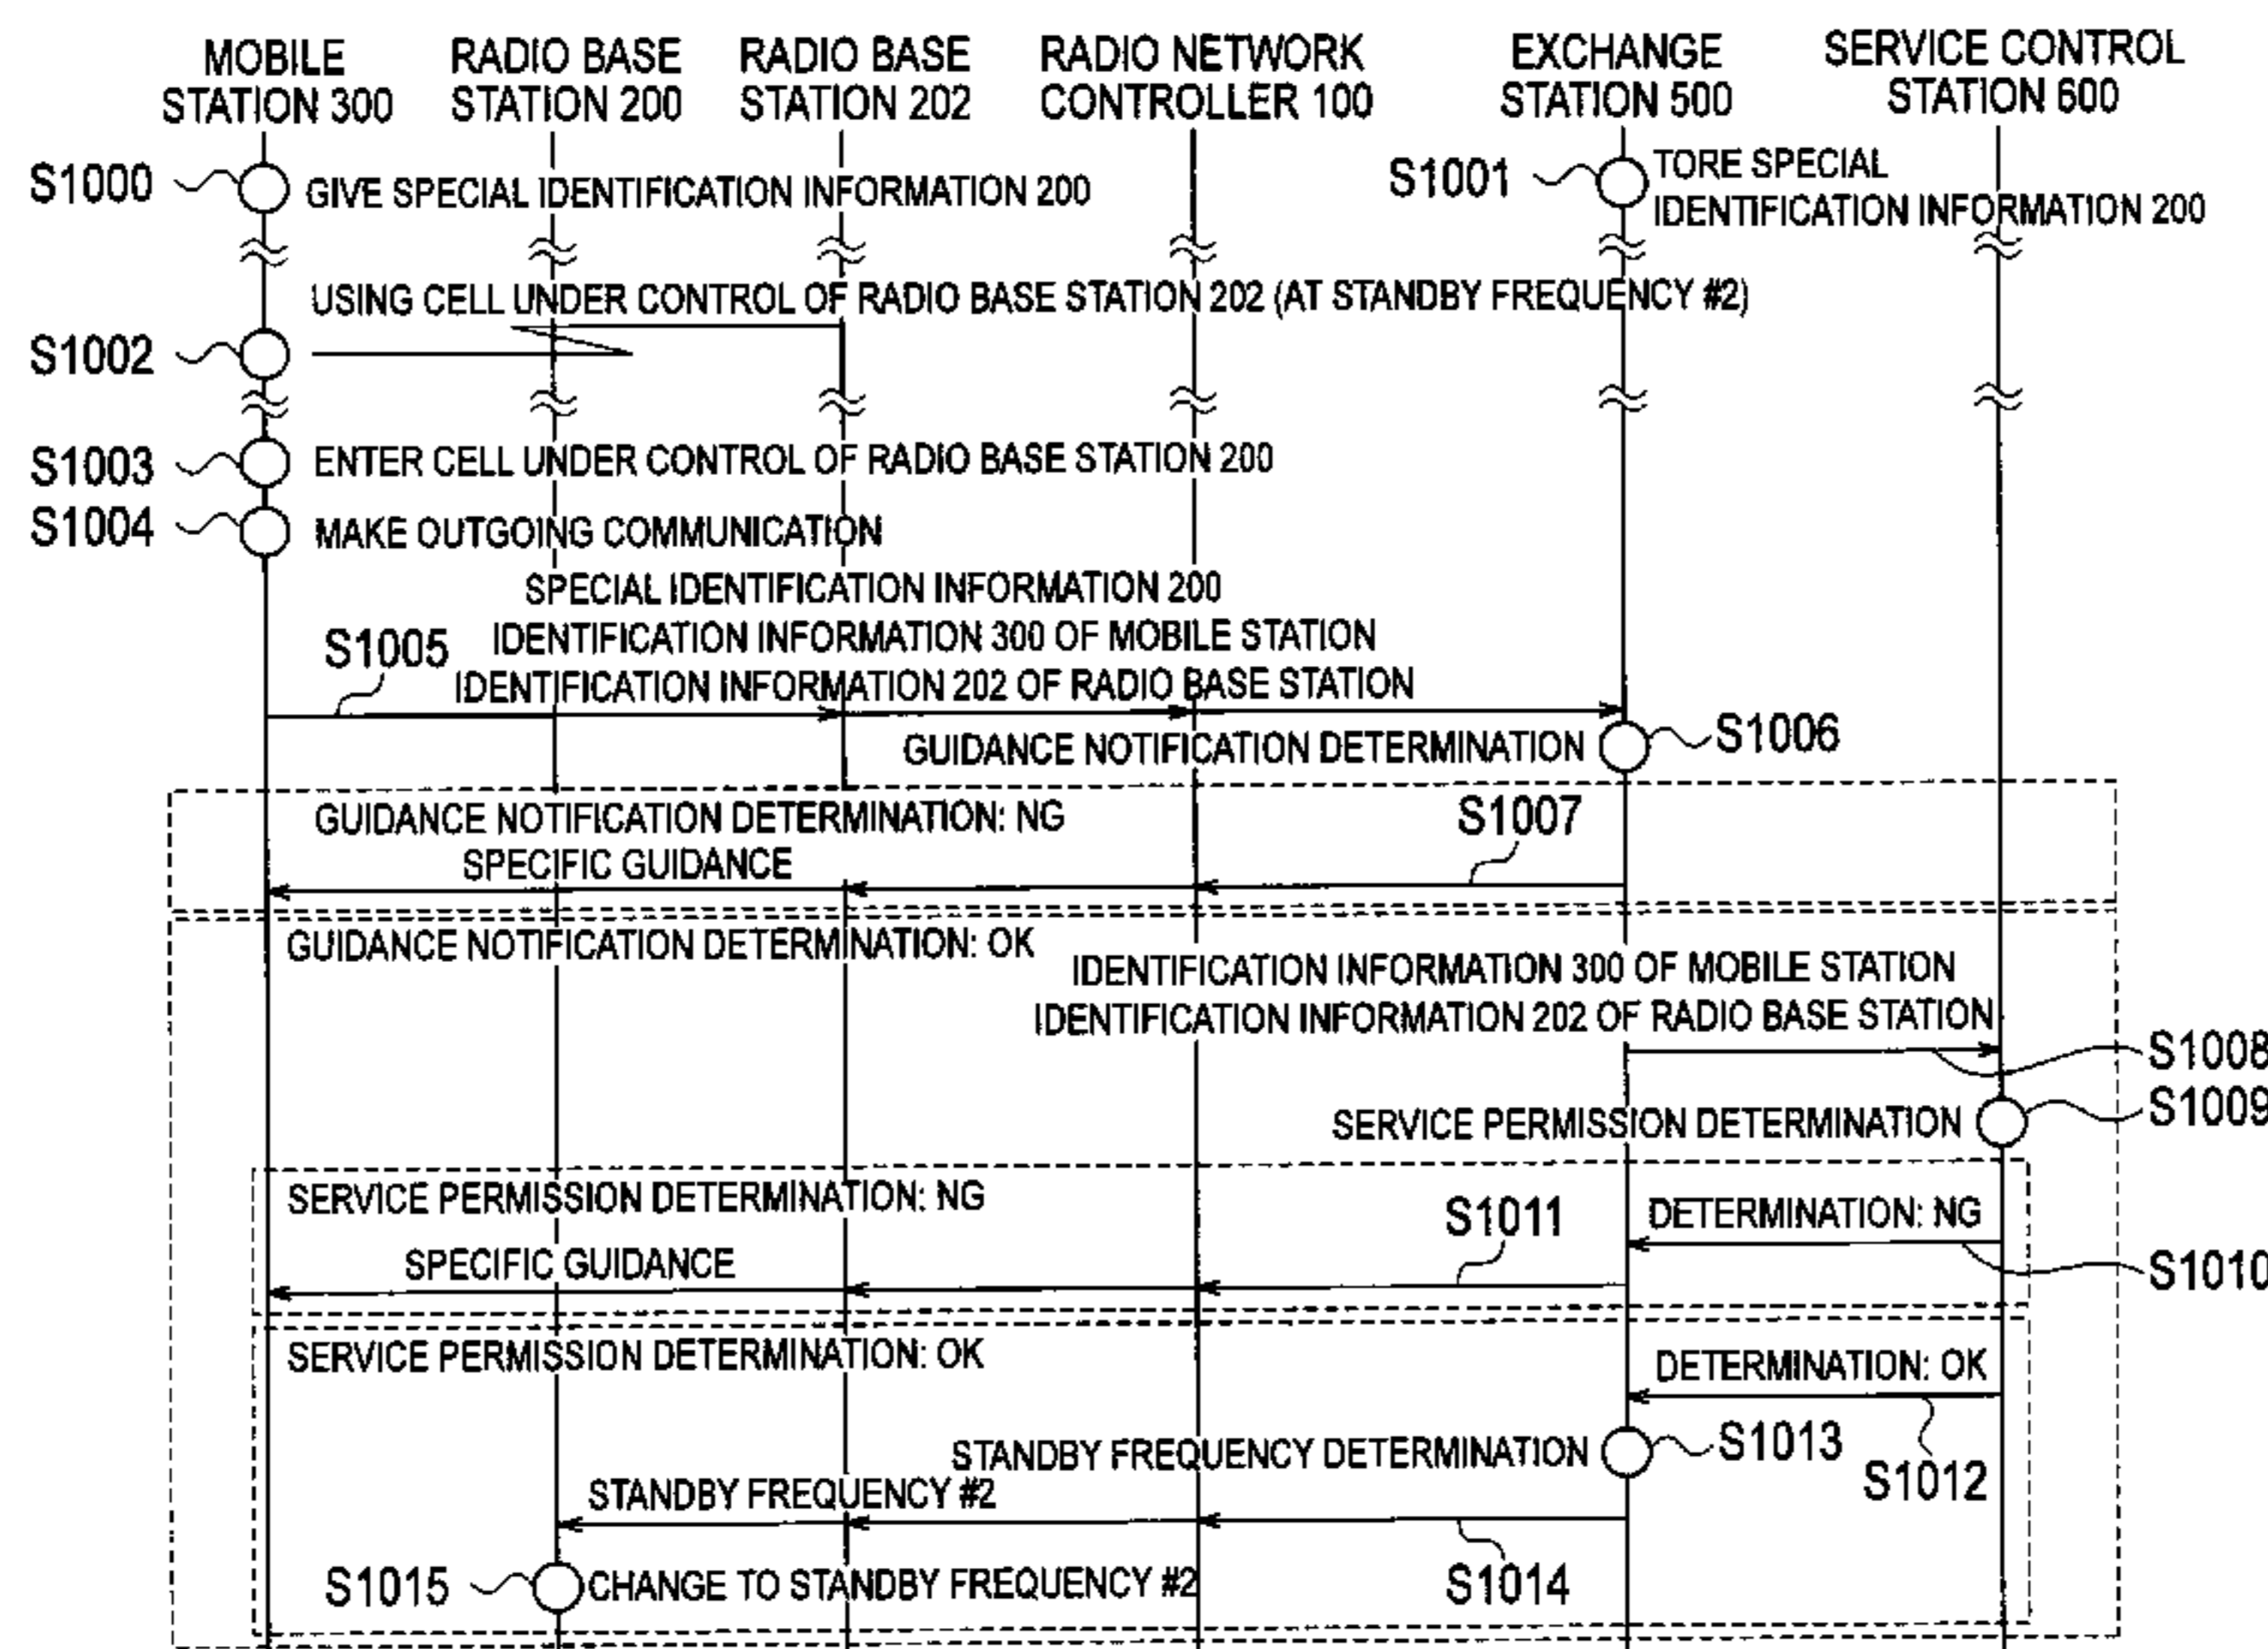 MOBILE
STATION 300
RADIO BASE
STATION 200
RADIO BASE
STATION 202
RADIO NETWORK
CONTROLLER 100
EXCHANGE
STATION 500
SERVICE CONTROL
STATION 600
S1000
GIVE SPECIAL IDENTIFICATION INFORMATION 200
S1001
TORE SPECIAL
IDENTIFICATION INFORMATION 200
USING CELL UNDER CONTROL OF RADIO BASE STATION 202 (AT STANDBY FREQUENCY #2)
S1002
S1003
ENTER CELL UNDER CONTROL OF RADIO BASE STATION 200
S1004
MAKE OUTGOING COMMUNICATION
SPECIAL IDENTIFICATION INFORMATION 200
IDENTIFICATION INFORMATION 300 OF MOBILE STATION
S1005
IDENTIFICATION INFORMATION 202 OF RADIO BASE STATION
GUIDANCE NOTIFICATION DETERMINATION
S1006
GUIDANCE NOTIFICATION DETERMINATION: NG
S1007
SPECIFIC GUIDANCE
GUIDANCE NOTIFICATION DETERMINATION: OK
IDENTIFICATION INFORMATION 300 OF MOBILE STATION
IDENTIFICATION INFORMATION 202 OF RADIO BASE STATION
S1008
SERVICE PERMISSION DETERMINATION
S1009
SERVICE PERMISSION DETERMINATION: NG
S1011
DETERMINATION: NG
SPECIFIC GUIDANCE
S1010
SERVICE PERMISSION DETERMINATION: OK
DETERMINATION: OK
STANDBY FREQUENCY DETERMINATION
S1013
S1012
STANDBY FREQUENCY #2
S1015
CHANGE TO STANDBY FREQUENCY #2
S1014